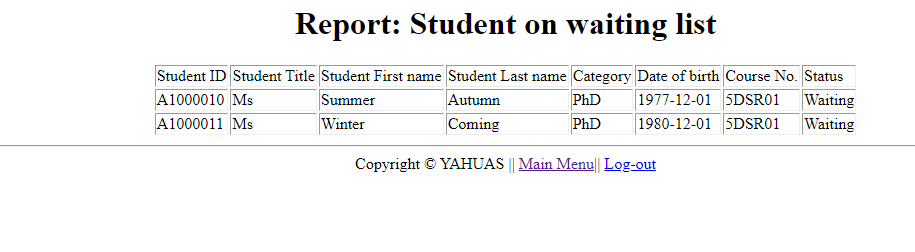 Report: Student on waiting list
Student ID Student Title Student First name Student Last name Category Date of birth Course No. Status
A1000010 Ms Summer Autumn PhD 1977-12-01 5DSR01 Waiting
A1000011 Ms Winter Coming PhD 1980-12-01 5DSR01 Waiting
Copyright © YAHUAS || Main Menu|| Log-out